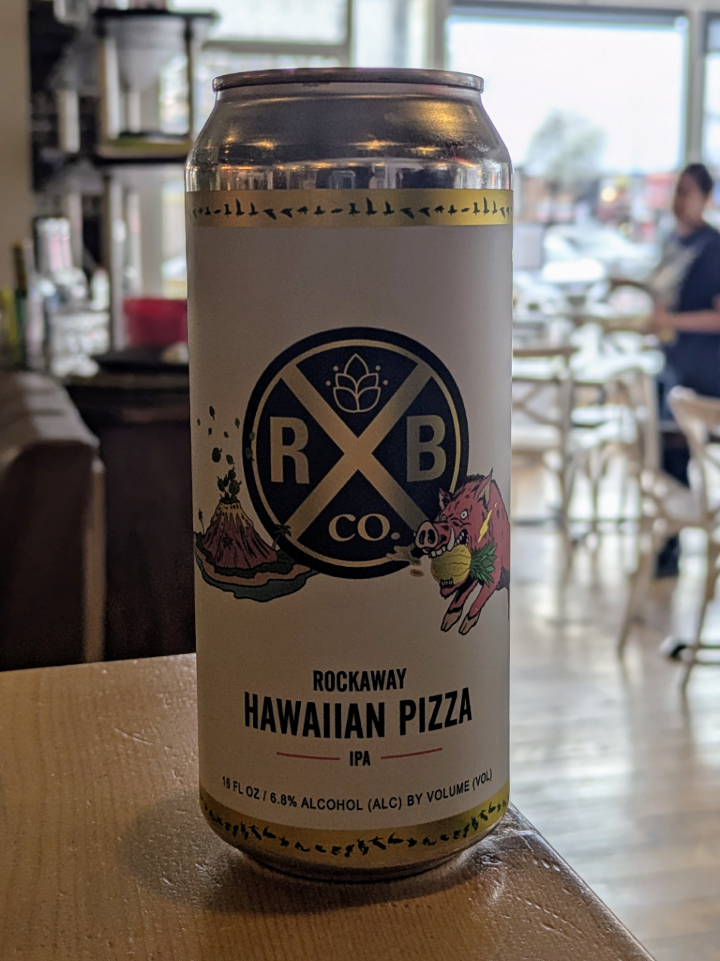 R B
CO.
ROCKAWAY
HAWAIIAN PIZZA
IPA
16 FL OZ / 6.8% ALCOHOL (ALC) BY VOLUME (VOL)